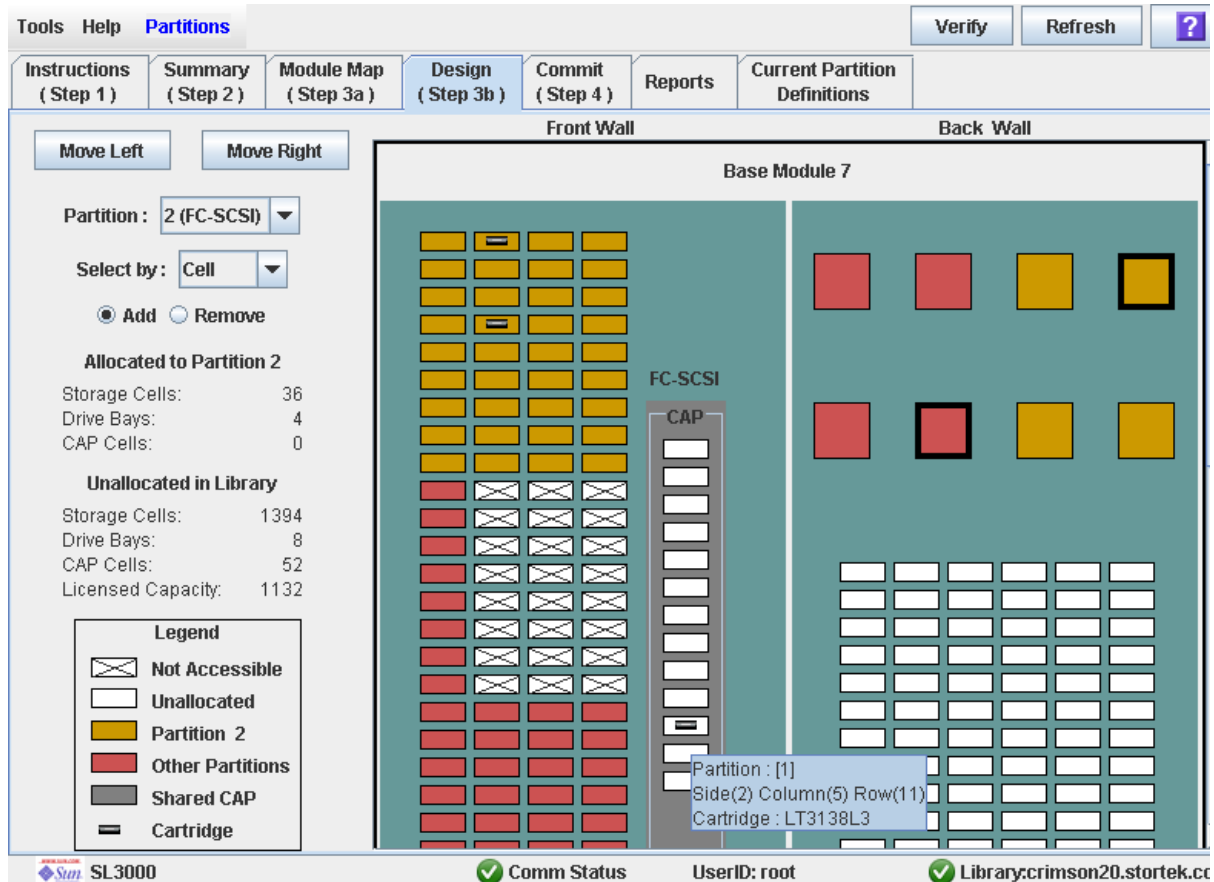 Tools Help Partitions
Verify Refresh ?
Instructions ( Step 1 )
Summary ( Step 2 )
Module Map ( Step 3a )
Design ( Step 3b )
Commit ( Step 4 )
Reports
Current Partition Definitions
Move Left Move Right
Partition : 2 (FC-SCSI)
Select by : Cell
Add Remove
Allocated to Partition 2
Storage Cells: 36
Drive Bays: 4
CAP Cells: 0
Unallocated in Library
Storage Cells: 1394
Drive Bays: 8
CAP Cells: 52
Licensed Capacity: 1132
Legend
Not Accessible
Unallocated
Partition 2
Other Partitions
Shared CAP
Cartridge
Front Wall Back Wall
Base Module 7
FC-SCSI
CAP
Partition : [1]
Side(2) Column(5) Row(11)
Cartridge : LT3138L3
Sun SL3000 Comm Status UserID: root Library:crimson20.stortek.co